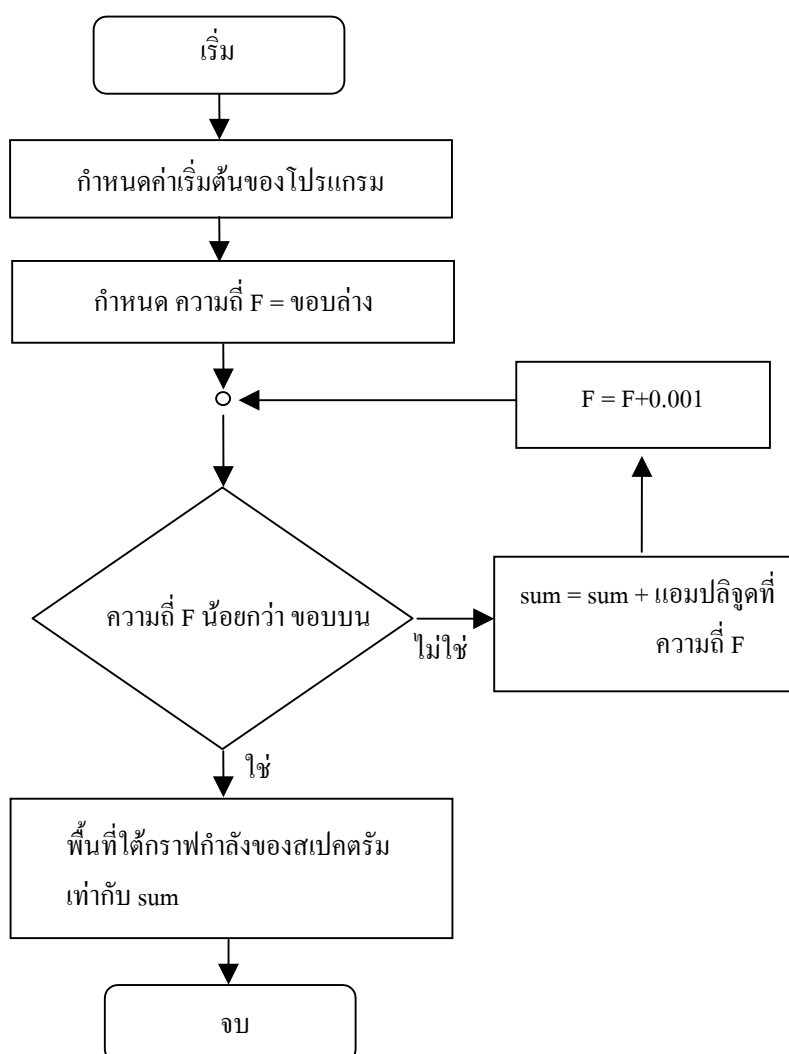 เริ่ม
กำหนดค่าเริ่มต้นของโปรแกรม
กำหนด ความถี่ F = ขอบล่าง
F = F+0.001
ความถี่ F น้อยกว่า ขอบบน
ไม่ใช่
sum = sum + แอมปลิจูดที่
ความถี่ F
ใช่
พื้นที่ใต้กราฟกำลังของสเปคตรัม
เท่ากับ sum
จบ